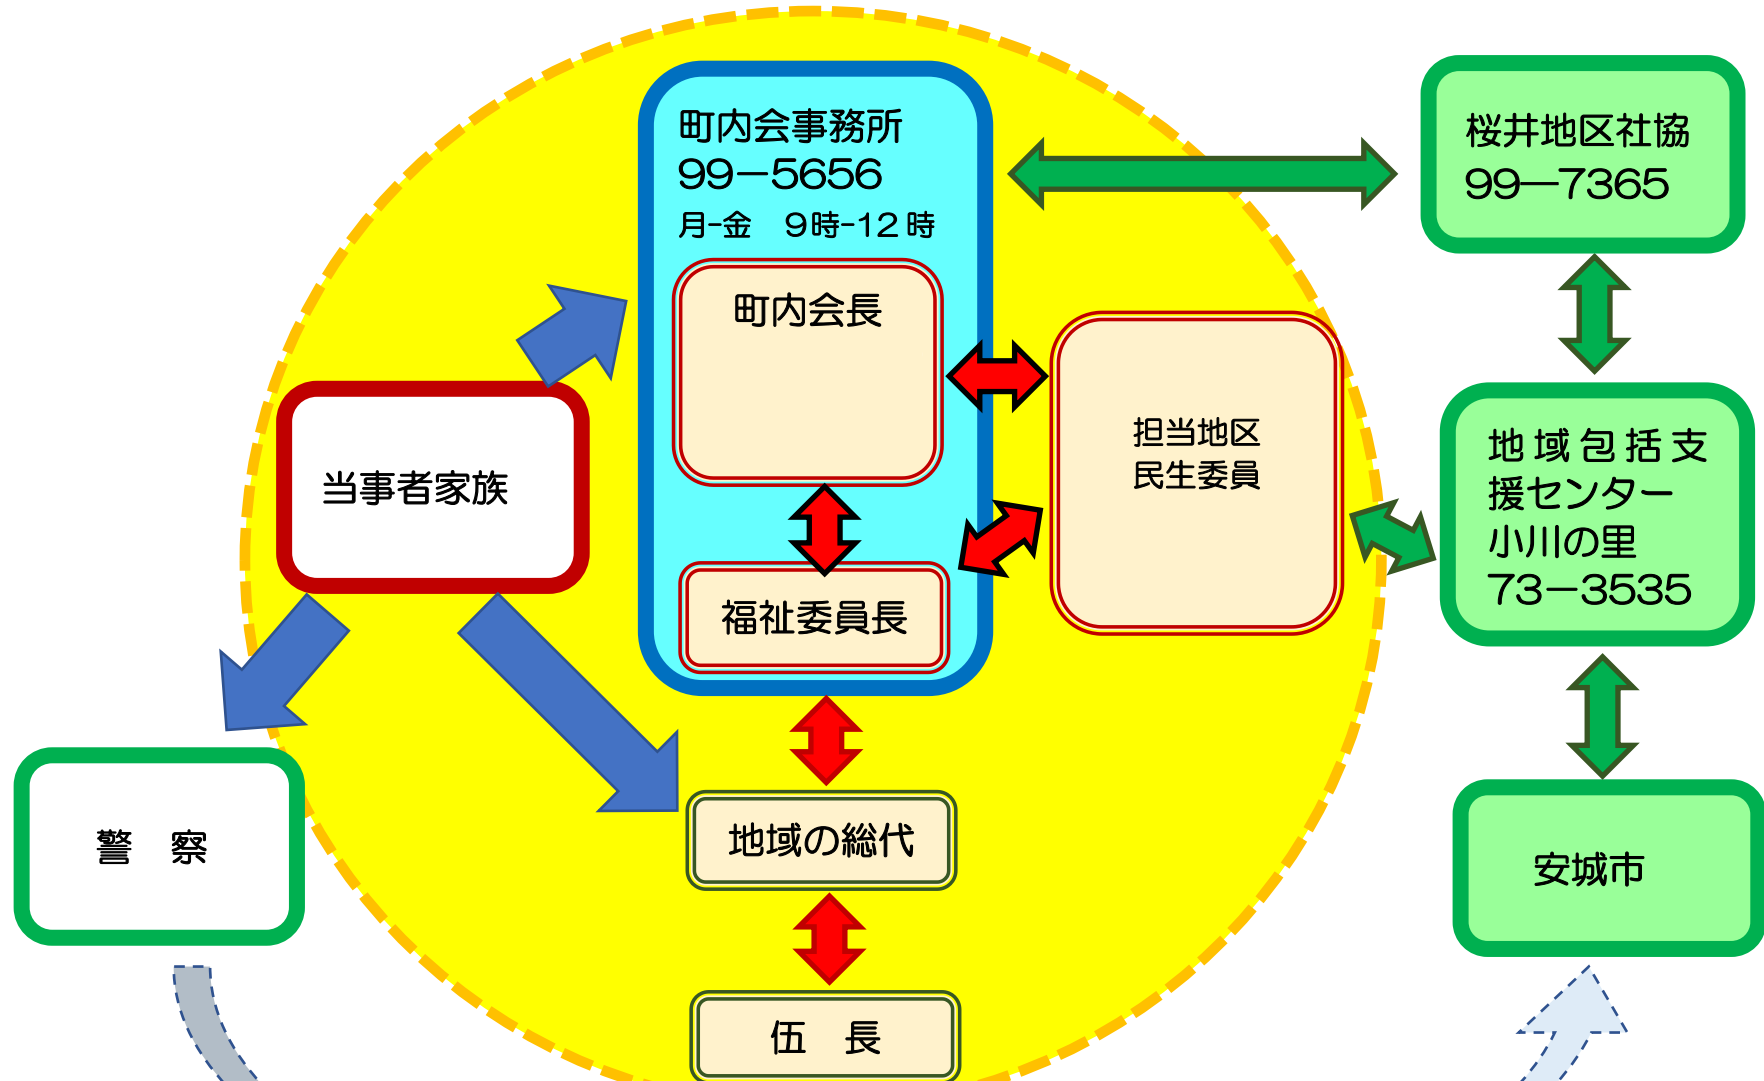 町内会事務所
99－5656
月-金　9時-12時
町内会長
福祉委員長
担当地区
民生委員
桜井地区社協
99―7365
地域包括支
援センター
小川の里
73－3535
安城市
当事者家族
警　察
地域の総代
伍　長